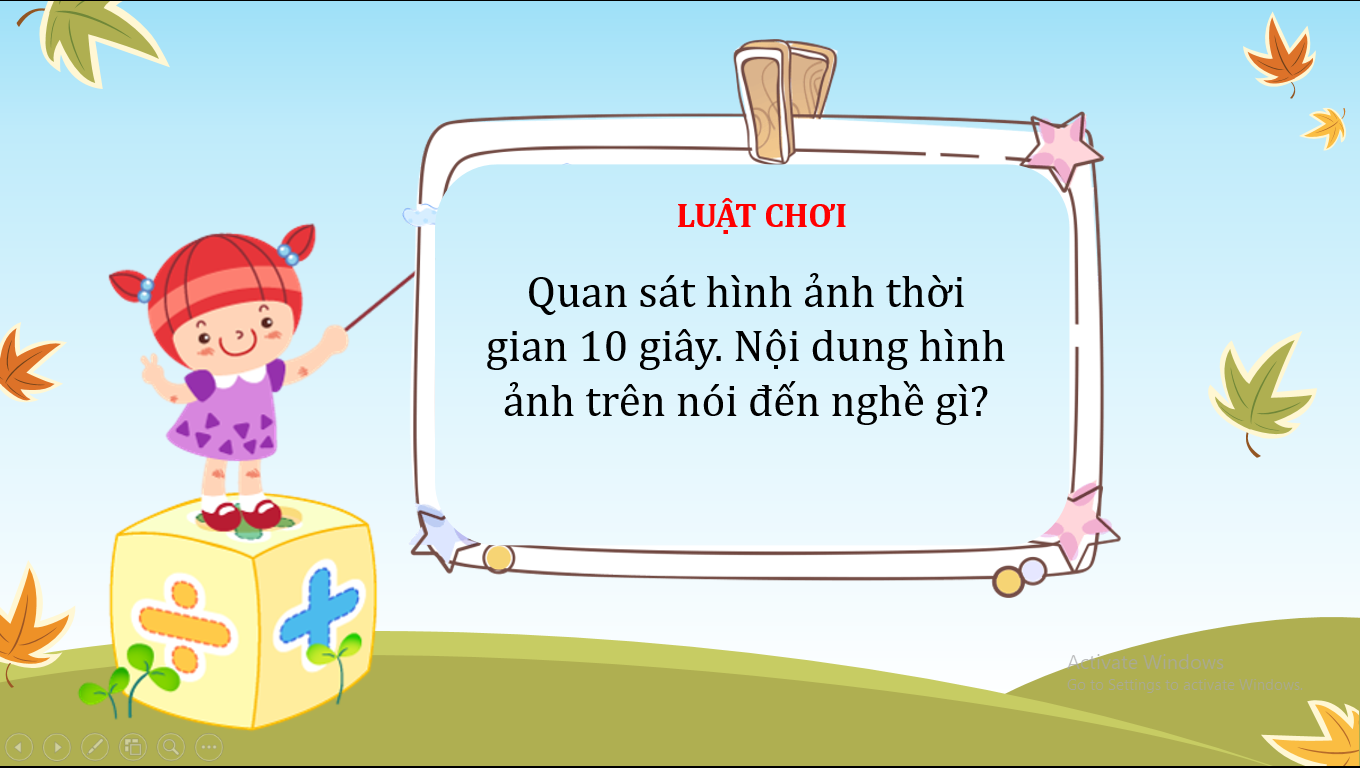 LUẬT CHƠI
Quan sát hình ảnh thời
gian 10 giây. Nội dung hình
ảnh trên nói đến nghề gì?
Activate Windows